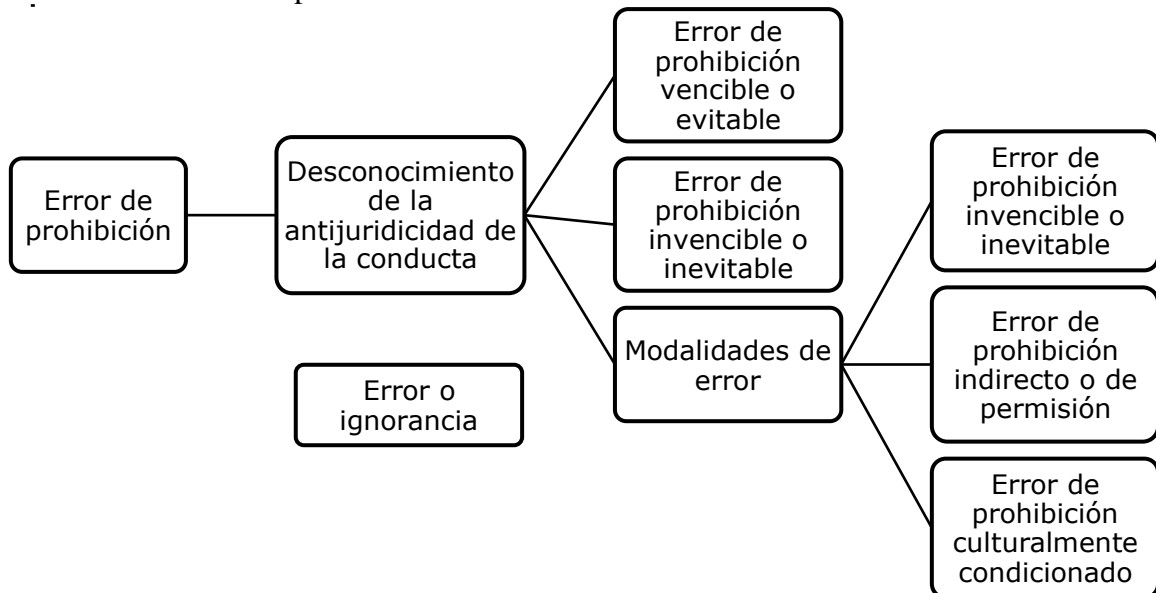 Error de
prohibición
Desconocimiento
de la
antijuridicidad de
la conducta
Error o
ignorancia
Error de
prohibición
vencible o
evitable
Error de
prohibición
invencible o
inevitable
Modalidades de
error
Error de
prohibición
invencible o
inevitable
Error de
prohibición
indirecto o de
permisión
Error de
prohibición
culturalmente
condicionado